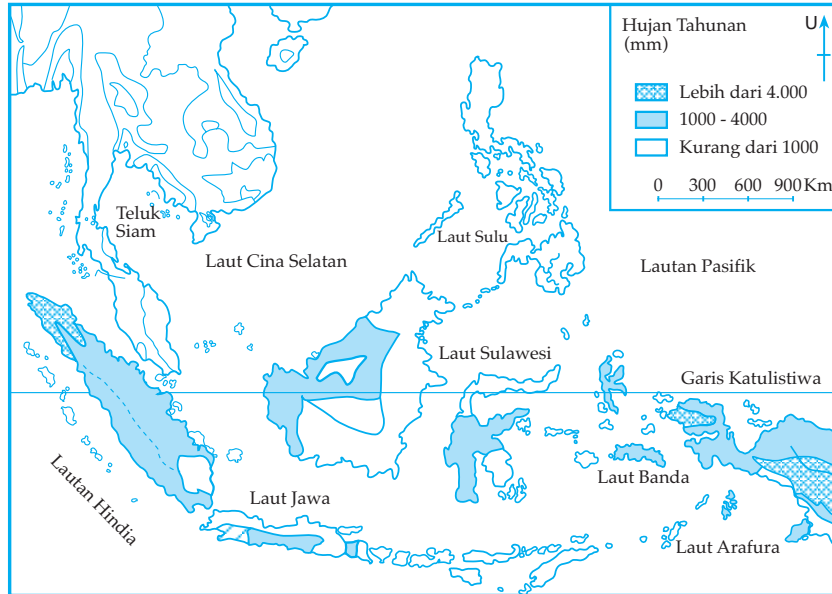 Hujan Tahunan
(mm)
U
Lebih dari 4.000
1000 - 4000
Kurang dari 1000
0 300 600 900 Km
Teluk
Siam
Laut Cina Selatan
Laut Sulu
Lautan Pasifik
Laut Sulawesi
Garis Katulistiwa
Lautan Hindia
Laut Jawa
Laut Banda
Laut Arafura